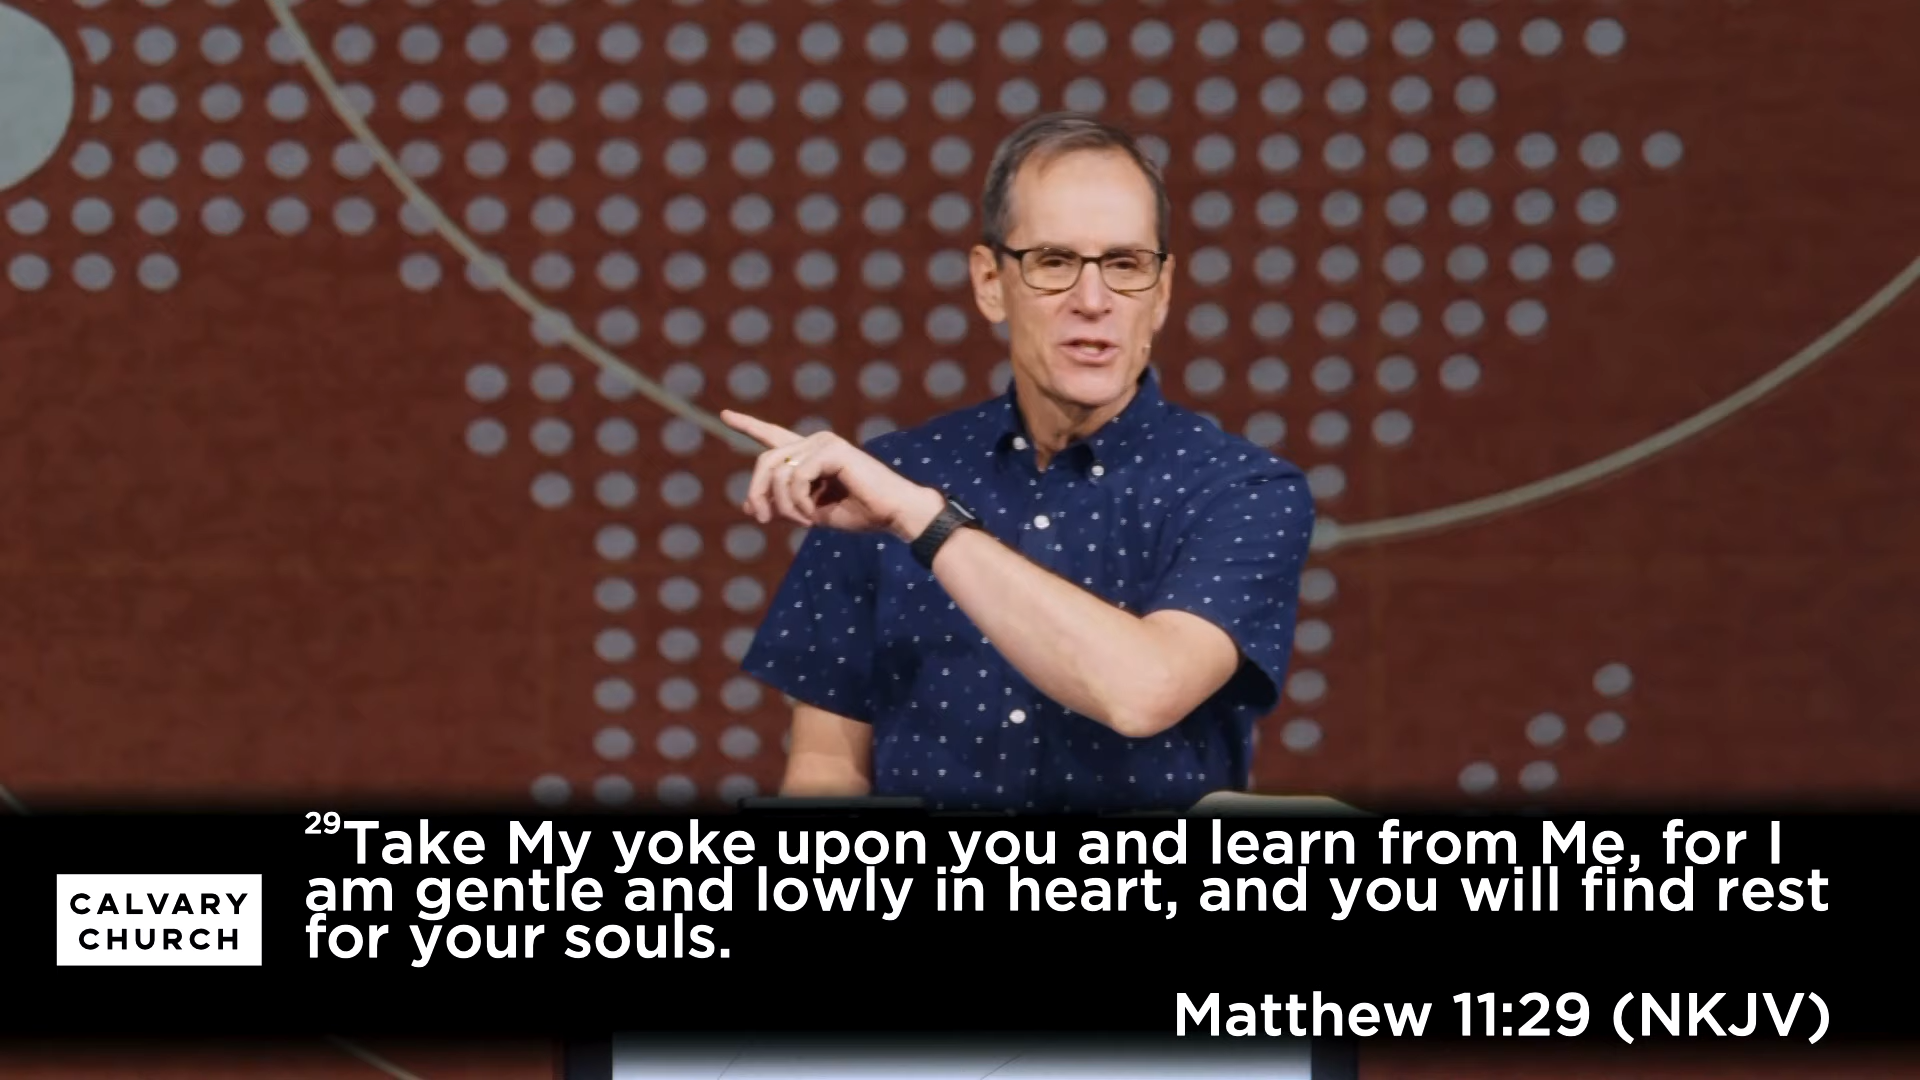 29Take My yoke upon you and learn from Me, for I
am gentle and lowly in heart, and you will find rest
for your souls.
CALVARY
CHURCH
Matthew 11:29 (NKJV)